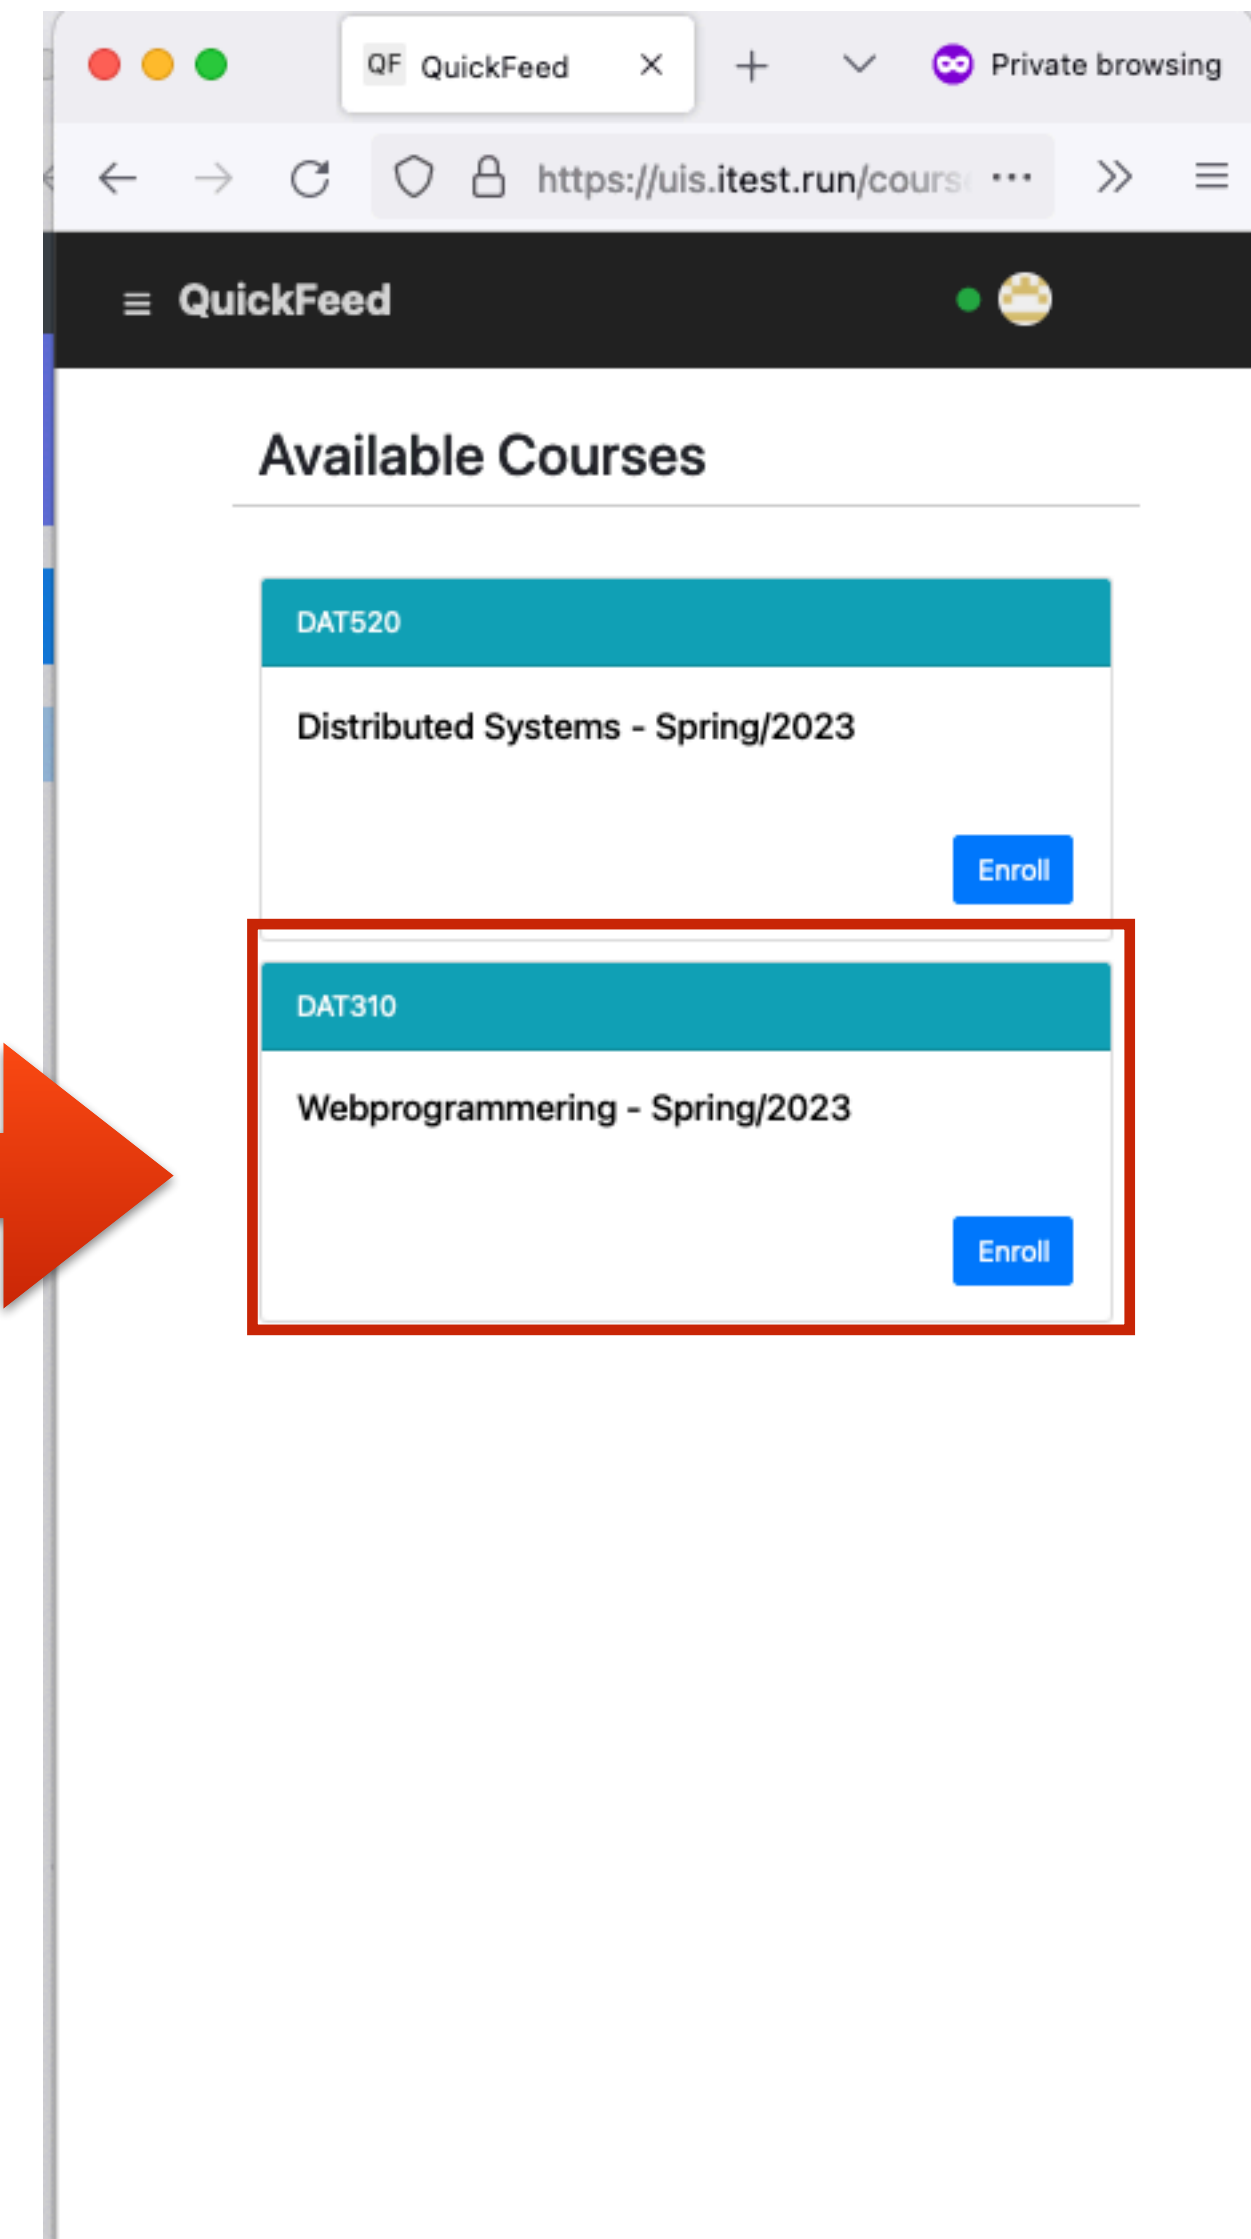 QF QuickFeed
Private browsing
https://uis.itest.run/cours
QuickFeed
Available Courses
DAT520
Distributed Systems - Spring/2023
Enroll
DAT310
Webprogrammering - Spring/2023
Enroll